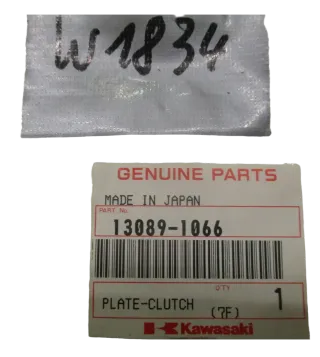 W1834
GENUINE PARTS
MADE IN JAPAN
PART No.
13089-1066
QTY
PLATE-CLUTCH (7F) 1
Kawasaki